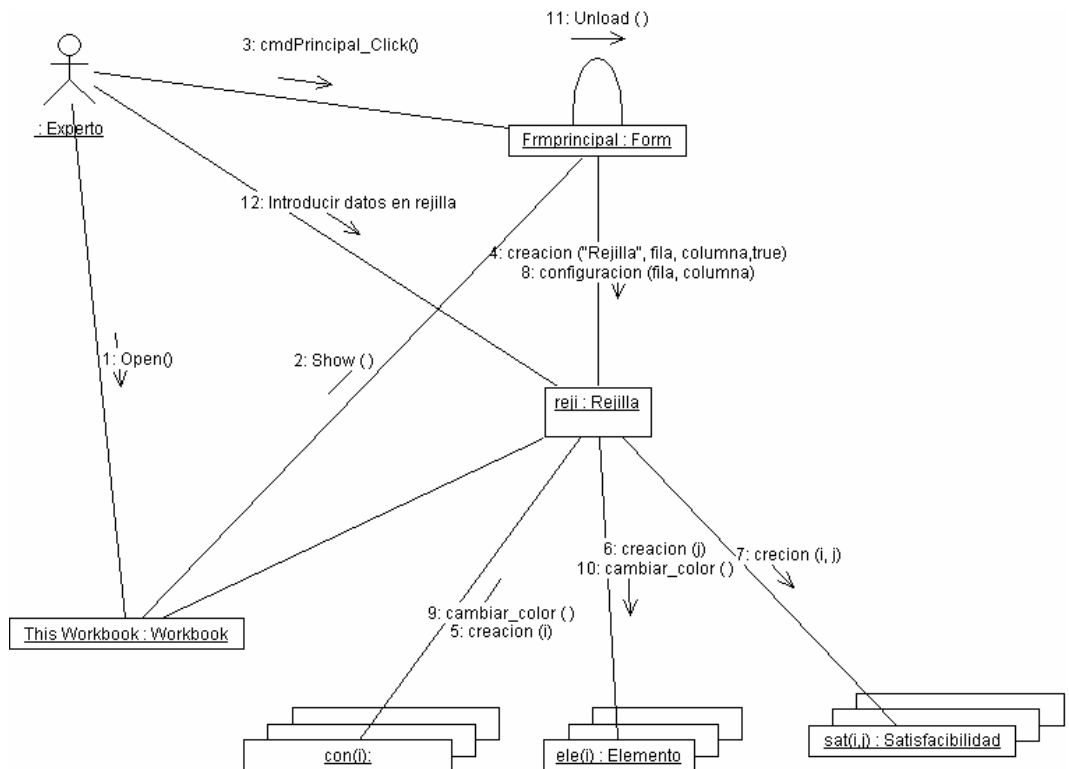 11: Unload ( )
3: cmdPrincipal_Click()
: Experto
Frmprincipal : Form
12: Introducir datos en rejilla
4: creacion ("Rejilla", fila, columna,true)
8: configuracion (fila, columna)
1: Open()
2: Show ( )
reji : Rejilla
6: creacion (j)
10: cambiar_color ( )
7: crecion (i, j)
9: cambiar_color ( )
5: creacion (i)
This Workbook : Workbook
con(i):
ele(i) : Elemento
sat(i,j) : Satisfacibilidad